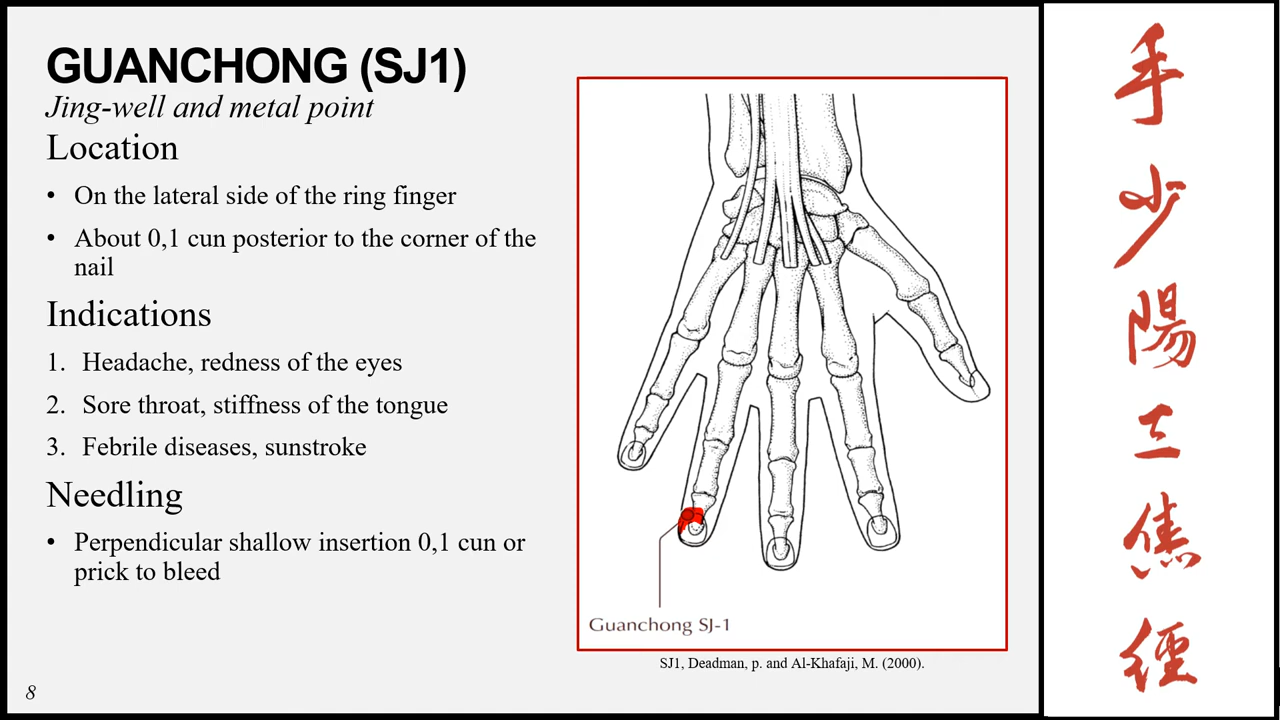 GUANCHONG (SJ1)
Jing-well and metal point
Location
• On the lateral side of the ring finger
• About 0,1 cun posterior to the corner of the
nail
Indications
1. Headache, redness of the eyes
2. Sore throat, stiffness of the tongue
3. Febrile diseases, sunstroke
Needling
• Perpendicular shallow insertion 0,1 cun or
prick to bleed
8
Guanchong SJ-1
SJ1, Deadman, p. and Al-Khafaji, M. (2000).
手
少
陽
三
焦
經